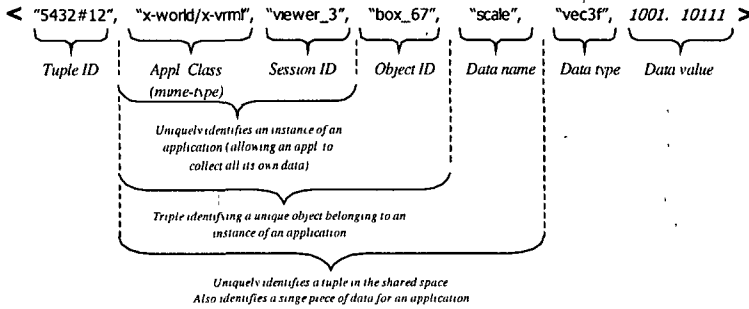 < "5432#12", "x-world/x-vrml", "viewer_3", "box_67", "scale", "vec3f", 1001. 10111 >
Tuple ID Appl Class Session ID Object ID Data name Data type Data value
(mime-type)
Uniquely identifies an instance of an
application (allowing an appl to
collect all its own data)
Triple identifying a unique object belonging to an
instance of an application
Uniquely identifies a tuple in the shared space
Also identifies a singe piece of data for an application